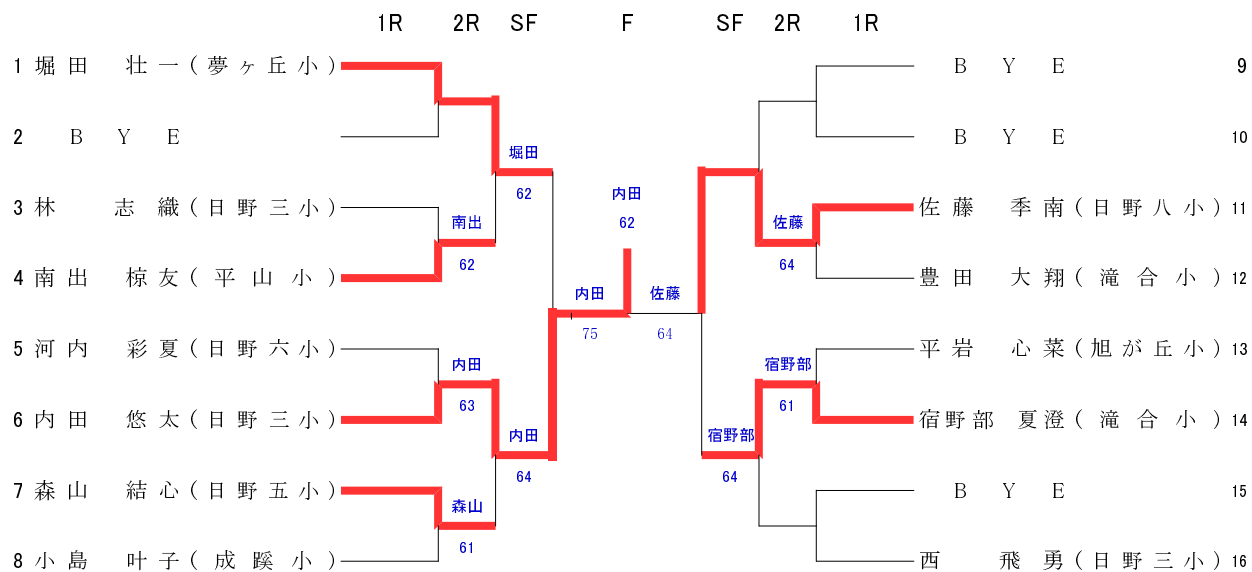 1R 2R SF F SF 2R 1R
1 堀田 壮一(夢ヶ丘小) BYE 9
2 BYE BYE 10
堀田
62 内田
3 林 志織(日野三小) 佐藤 季南(日野八小) 11
南出 62 佐藤
62 64
4 南出 椋友(平山小) 豊田 大翔(滝合小) 12
内田 佐藤
75 64
5 河内 彩夏(日野六小) 平岩 心菜(旭が丘小) 13
内田 宿野部
63 61
6 内田 悠太(日野三小) 宿野部 夏澄(滝合小) 14
内田 宿野部
64 64
7 森山 結心(日野五小) BYE 15
森山
61
8 小島 叶子(成蹊小) 西 飛勇(日野三小) 16